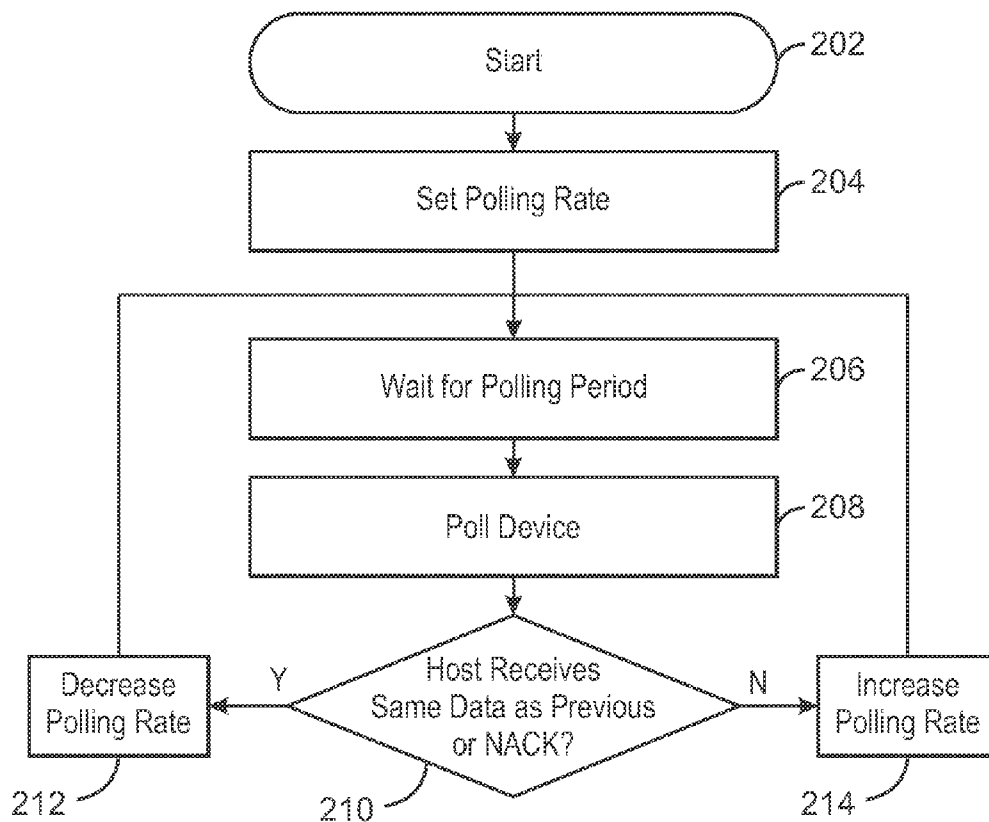 Start
202
Set Polling Rate
204
Wait for Polling Period
206
Poll Device
208
Host Receives
Same Data as Previous
or NACK?
210
Y
N
Decrease
Polling Rate
212
Increase
Polling Rate
214